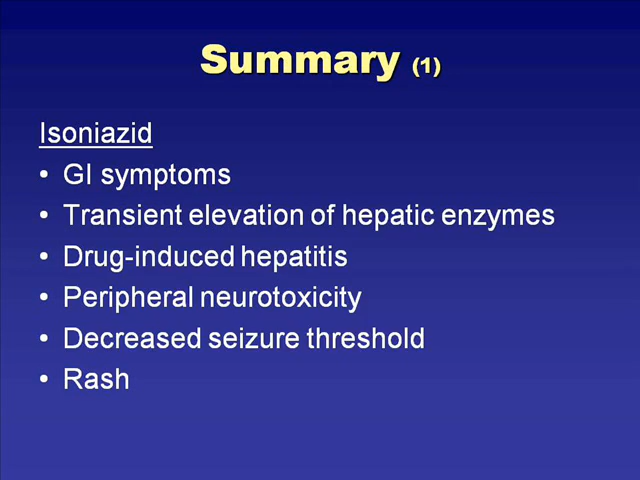 Summary (1)
Isoniazid
• GI symptoms
• Transient elevation of hepatic enzymes
• Drug-induced hepatitis
• Peripheral neurotoxicity
• Decreased seizure threshold
• Rash